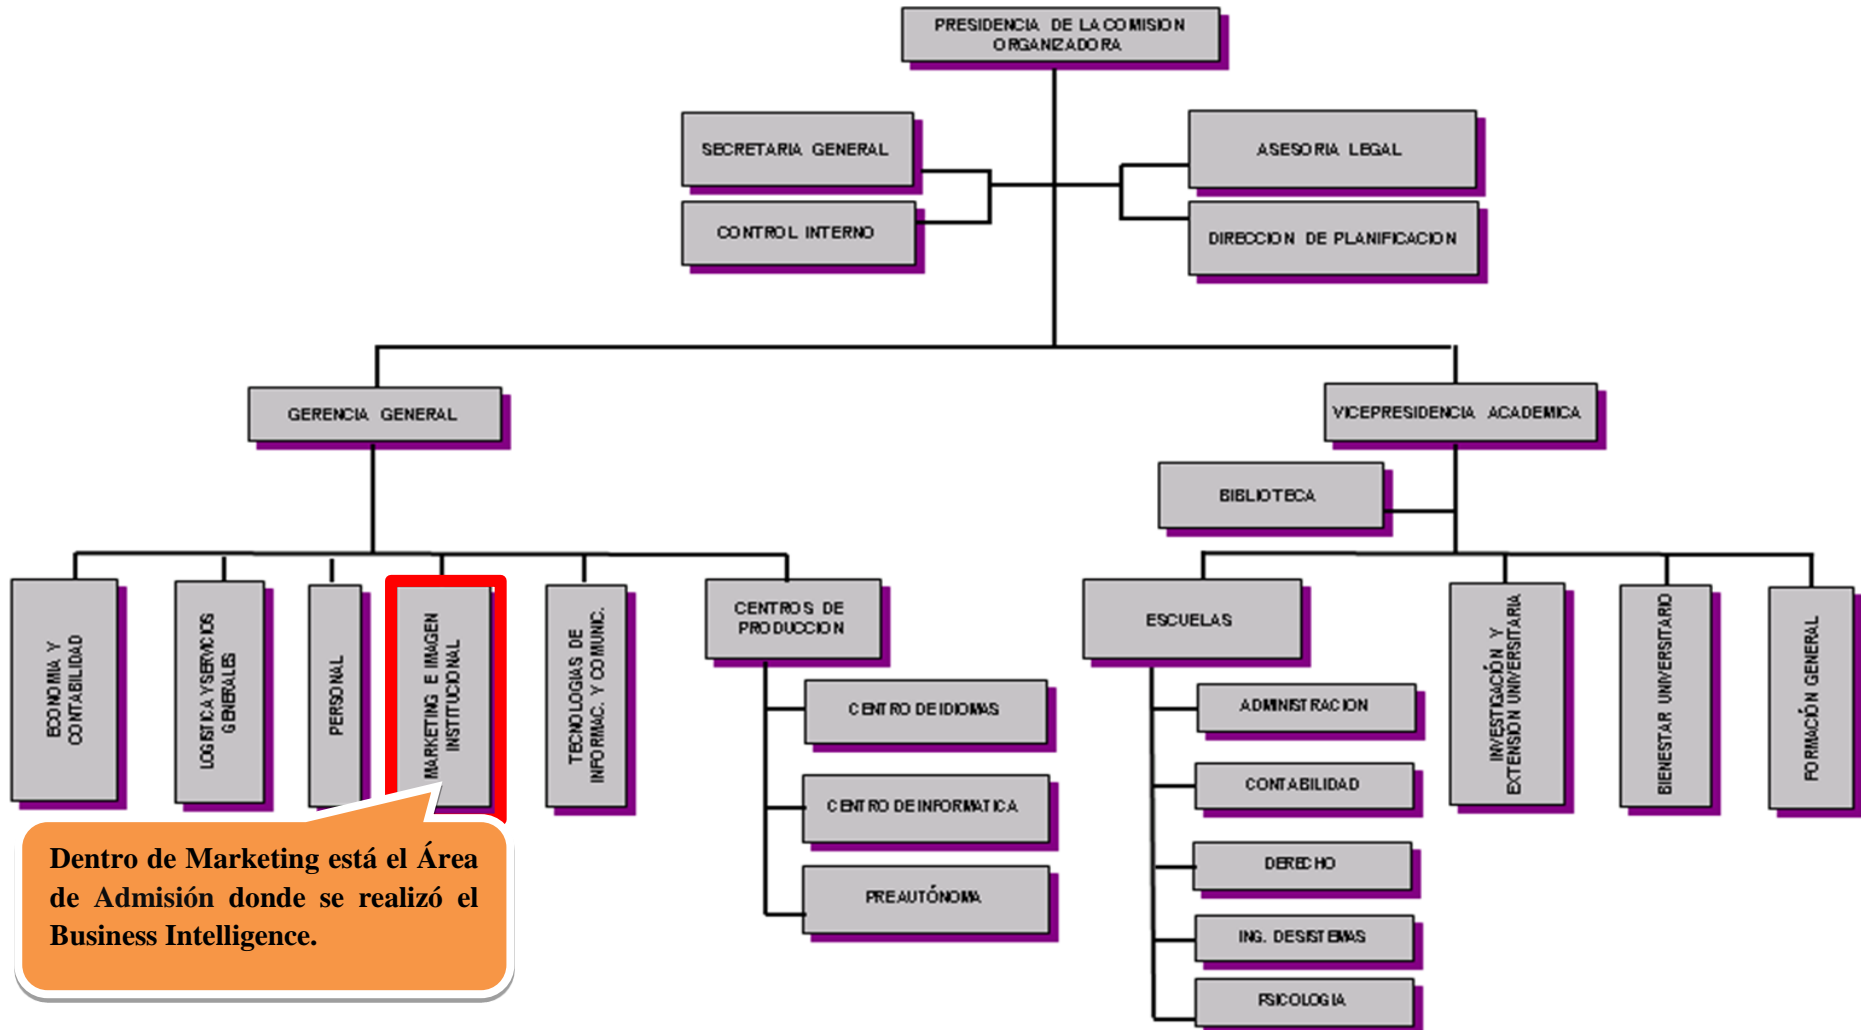 PRESIDENCIA DE LA COMISION
ORGANIZADORA
SECRETARIA GENERAL
ASESORIA LEGAL
CONTROL INTERNO
DIRECCION DE PLANIFICACION
GERENCIA GENERAL
VICEPRESIDENCIA ACADEMICA
BIBLIOTECA
ECONOMIA Y
CONTABILIDAD
LOGISTICA Y SERVICIOS
GENERALES
PERSONAL
MARKETING E IMAGEN
INSTITUCIONAL
TECNOLOGIAS DE
INFORMAC. Y COMUNIC.
CENTROS DE
PRODUCCION
CENTRO DE IDIOMAS
CENTRO DE INFORMATICA
PREAUTÓNOMA
ESCUELAS
ADMINISTRACION
CONTABILIDAD
DERECHO
ING. DE SISTEMAS
PSICOLOGIA
INVESTIGACIÓN Y
EXTENSION UNIVERSITARIA
BIENESTAR UNIVERSITARIO
FORMACIÓN GENERAL
Dentro de Marketing está el Área
de Admisión donde se realizó el
Business Intelligence.